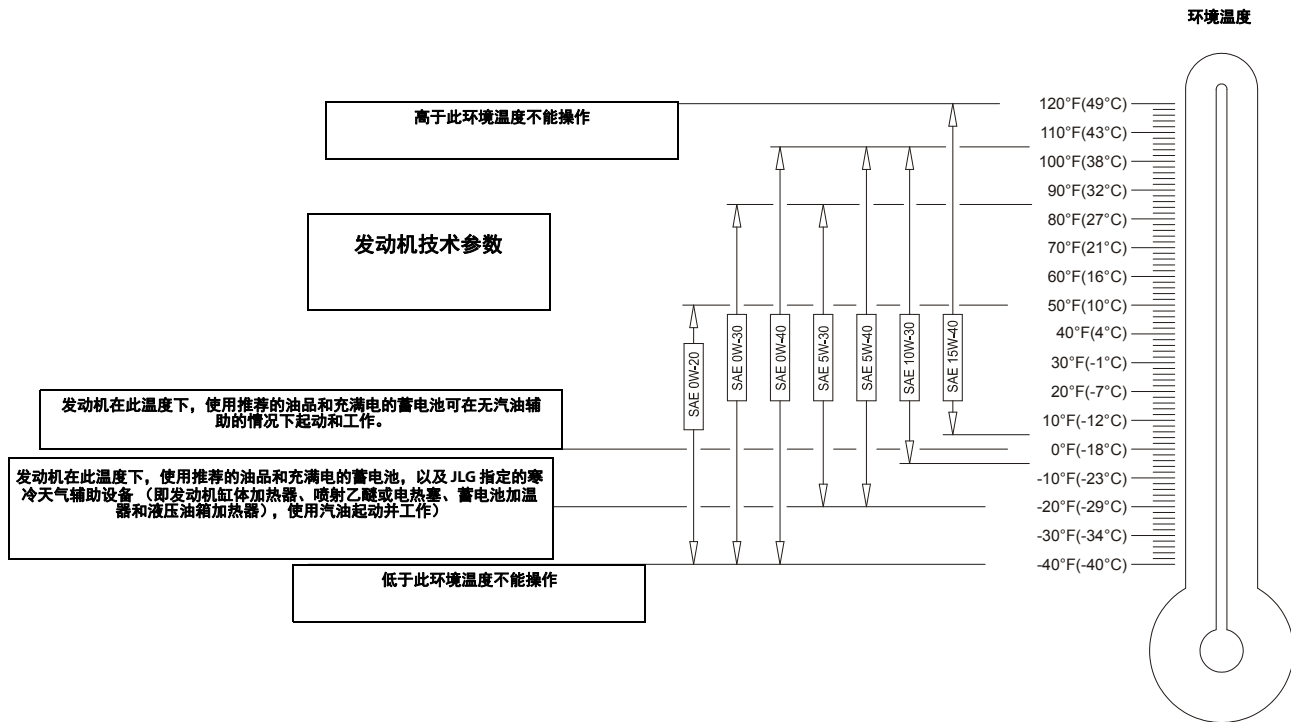 环境温度
高于此环境温度不能操作
发动机技术参数
发动机在此温度下，使用推荐的油品和充满电的蓄电池可在无汽油辅
助的情况下起动和工作。
发动机在此温度下，使用推荐的油品和充满电的蓄电池，以及 JLG 指定的寒
冷天气辅助设备 （即发动机缸体加热器、喷射乙醚或电热塞、蓄电池加温
器和液压油箱加热器），使用汽油起动并工作）
低于此环境温度不能操作
SAE 0W-20
SAE 0W-30
SAE 0W-40
SAE 5W-30
SAE 5W-40
SAE 10W-30
SAE 15W-40
120°F(49°C)
110°F(43°C)
100°F(38°C)
90°F(32°C)
80°F(27°C)
70°F(21°C)
60°F(16°C)
50°F(10°C)
40°F(4°C)
30°F(-1°C)
20°F(-7°C)
10°F(-12°C)
0°F(-18°C)
-10°F(-23°C)
-20°F(-29°C)
-30°F(-34°C)
-40°F(-40°C)